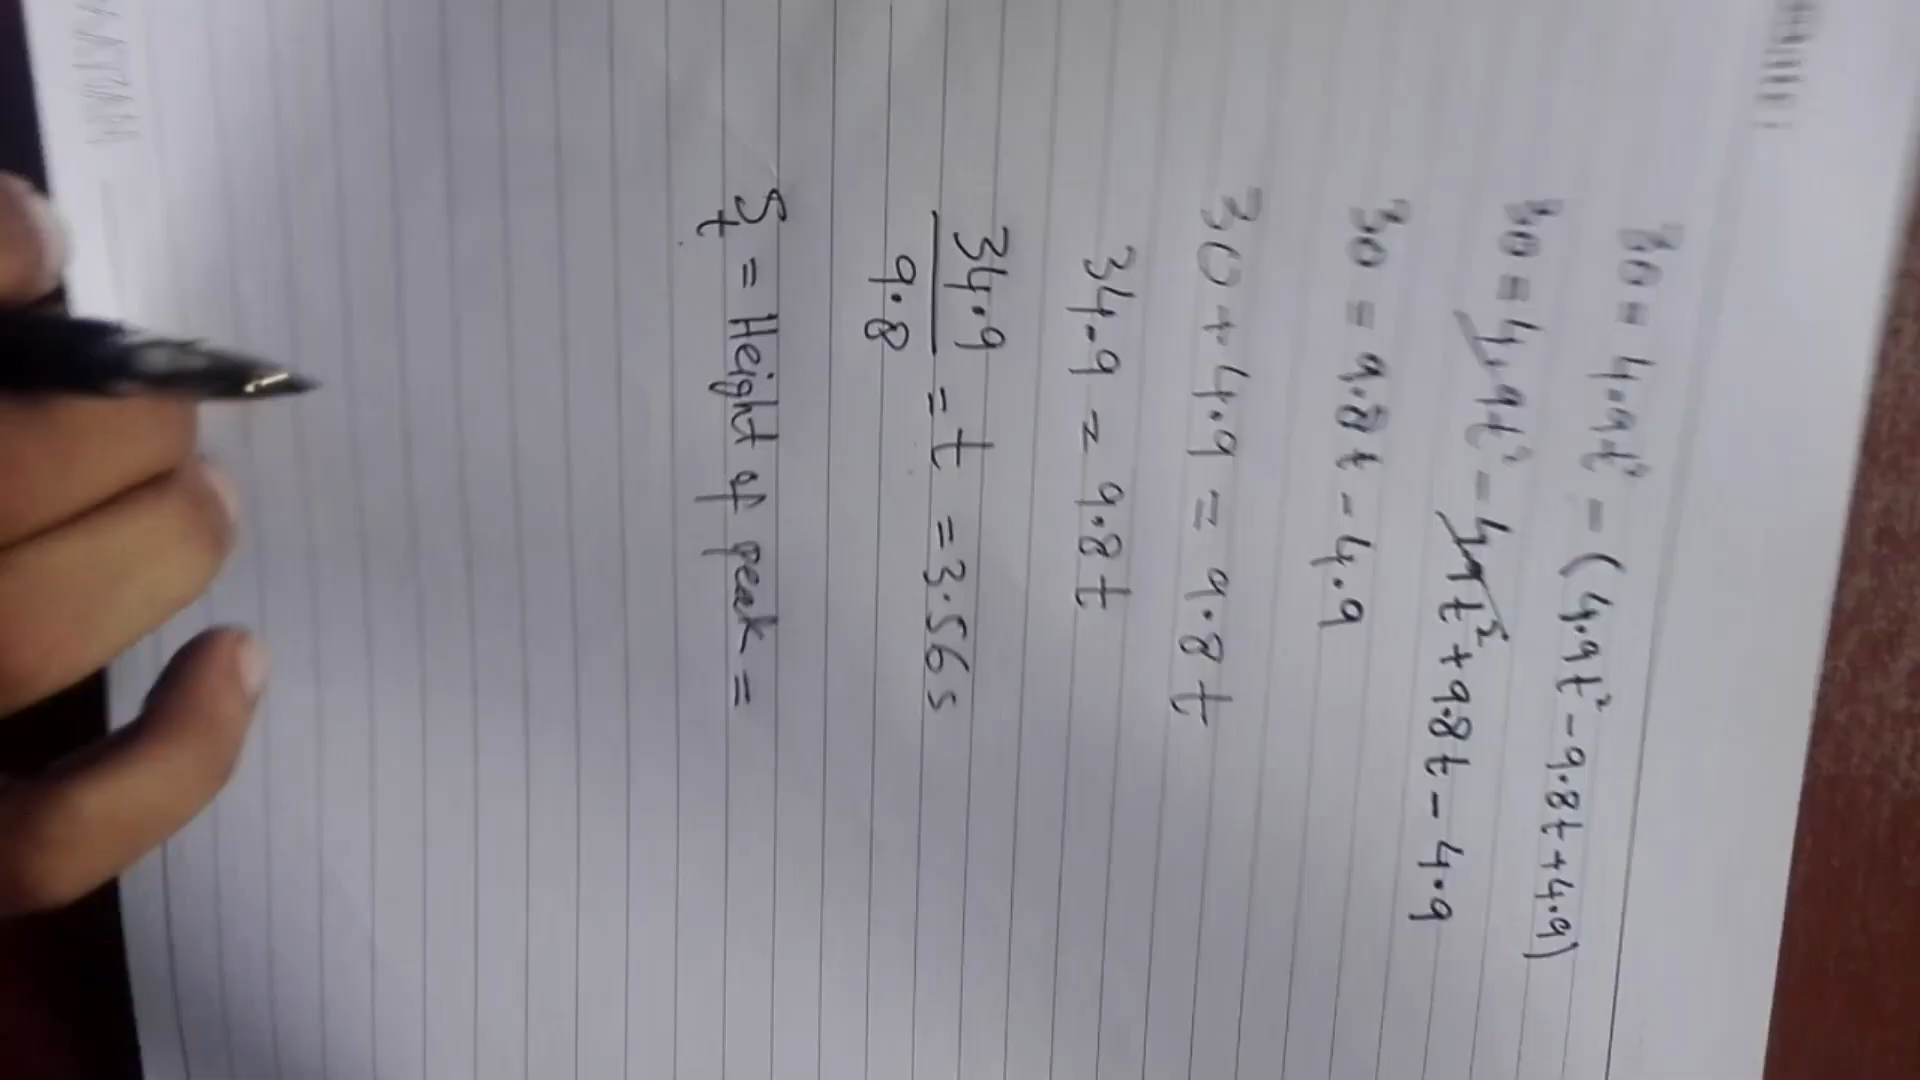 30 = 4.9t² - (4.9t² - 9.8t + 4.9)
30 = 4.9t² - 4.9t² + 9.8t - 4.9
30 = 9.8t - 4.9
30 + 4.9 = 9.8t
34.9 = 9.8t
34.9/9.8 = t = 3.56s
St = Height of peak =